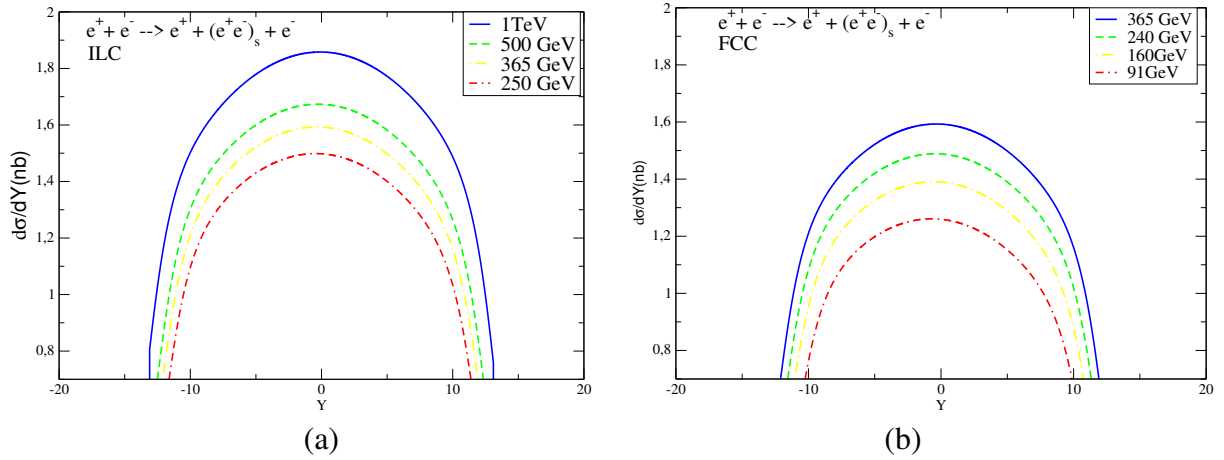 e⁺+ e⁻ --> e⁺ + (e⁺e⁻)ₛ + e⁻
ILC
1TeV
500 GeV
365 GeV
250 GeV
2
1,8
1,6
1,4
1,2
1
0,8
dσ/dY(nb)
-20
-10
0
10
20
Y
(a)
e⁺+ e⁻ --> e⁺ + (e⁺e⁻)ₛ + e⁻
FCC
365 GeV
240 GeV
160GeV
91GeV
2
1,8
1,6
1,4
1,2
1
0,8
dσ/dY(nb)
-20
-10
0
10
20
Y
(b)